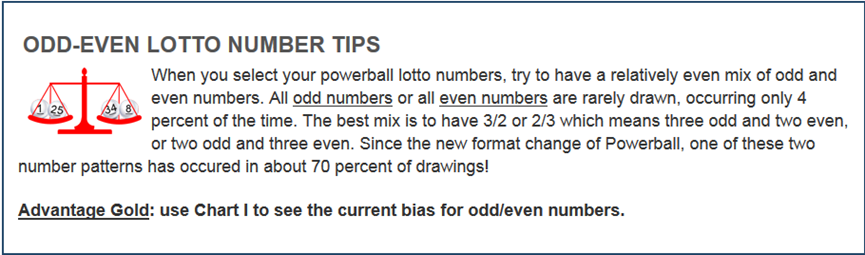 ODD-EVEN LOTTO NUMBER TIPS
1 25 34 8
When you select your powerball lotto numbers, try to have a relatively even mix of odd and
even numbers. All odd numbers or all even numbers are rarely drawn, occurring only 4
percent of the time. The best mix is to have 3/2 or 2/3 which means three odd and two even,
or two odd and three even. Since the new format change of Powerball, one of these two
number patterns has occured in about 70 percent of drawings!
Advantage Gold: use Chart I to see the current bias for odd/even numbers.